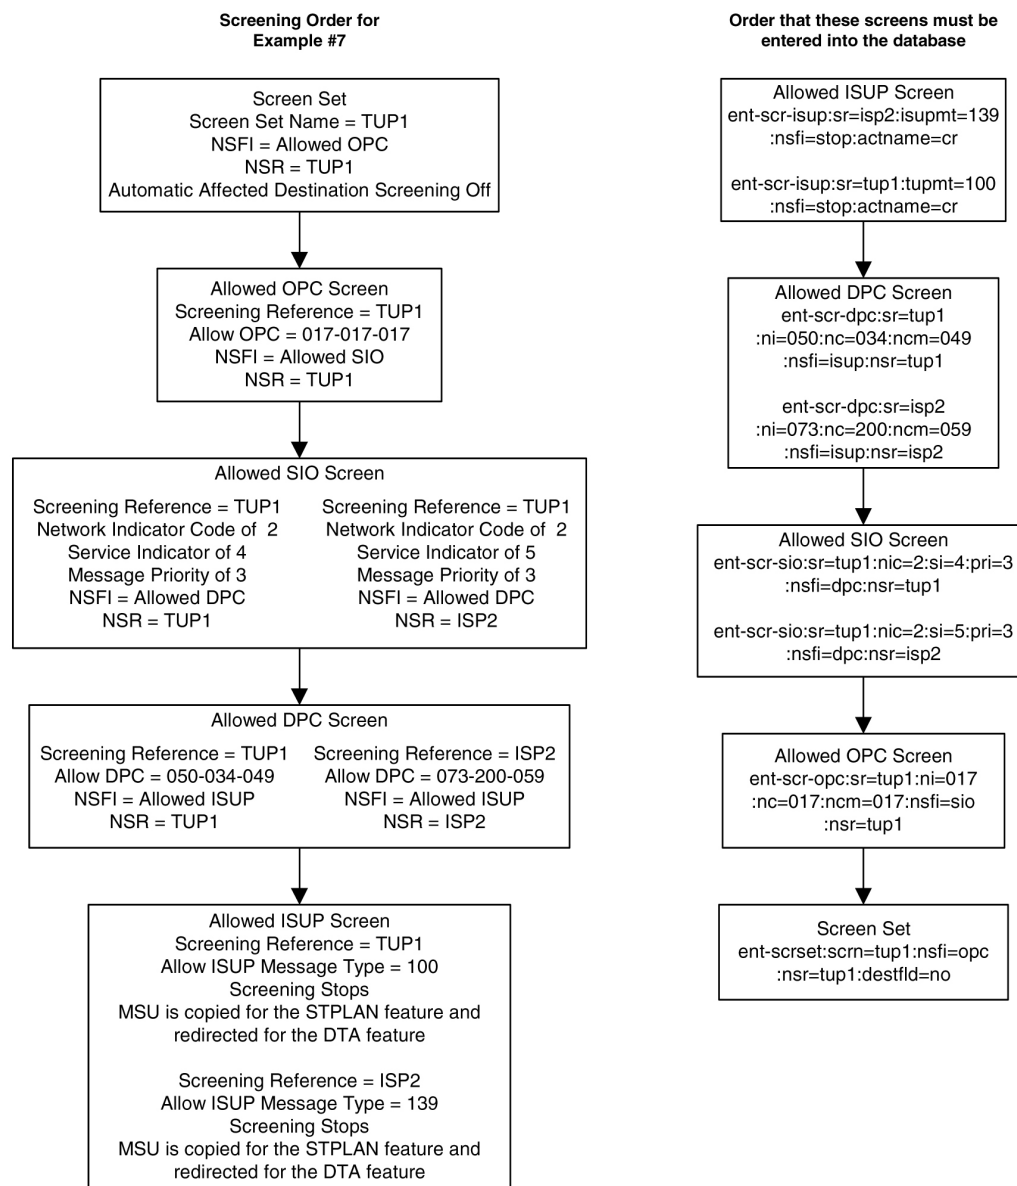 Screening Order for
Example #7
Screen Set
Screen Set Name = TUP1
NSFI = Allowed OPC
NSR = TUP1
Automatic Affected Destination Screening Off
Allowed OPC Screen
Screening Reference = TUP1
Allow OPC = 017-017-017
NSFI = Allowed SIO
NSR = TUP1
Allowed SIO Screen
Screening Reference = TUP1
Network Indicator Code of  2
Service Indicator of 4
Message Priority of 3
NSFI = Allowed DPC
NSR = TUP1
Screening Reference = TUP1
Network Indicator Code of  2
Service Indicator of 5
Message Priority of 3
NSFI = Allowed DPC
NSR = ISP2
Allowed DPC Screen
Screening Reference = TUP1
Allow DPC = 050-034-049
NSFI = Allowed ISUP
NSR = TUP1
Screening Reference = ISP2
Allow DPC = 073-200-059
NSFI = Allowed ISUP
NSR = ISP2
Allowed ISUP Screen
Screening Reference = TUP1
Allow ISUP Message Type = 100
Screening Stops
MSU is copied for the STPLAN feature and
redirected for the DTA feature
Screening Reference = ISP2
Allow ISUP Message Type = 139
Screening Stops
MSU is copied for the STPLAN feature and
redirected for the DTA feature
Order that these screens must be
entered into the database
Allowed ISUP Screen
ent-scr-isup:sr=isp2:isupmt=139
:nsfi=stop:actname=cr
ent-scr-isup:sr=tup1:tupmt=100
:nsfi=stop:actname=cr
Allowed DPC Screen
ent-scr-dpc:sr=tup1
:ni=050:nc=034:ncm=049
:nsfi=isup:nsr=tup1
ent-scr-dpc:sr=isp2
:ni=073:nc=200:ncm=059
:nsfi=isup:nsr=isp2
Allowed SIO Screen
ent-scr-sio:sr=tup1:nic=2:si=4:pri=3
:nsfi=dpc:nsr=tup1
ent-scr-sio:sr=tup1:nic=2:si=5:pri=3
:nsfi=dpc:nsr=isp2
Allowed OPC Screen
ent-scr-opc:sr=tup1:ni=017
:nc=017:ncm=017:nsfi=sio
:nsr=tup1
Screen Set
ent-scrset:scrn=tup1:nsfi=opc
:nsr=tup1:destfld=no